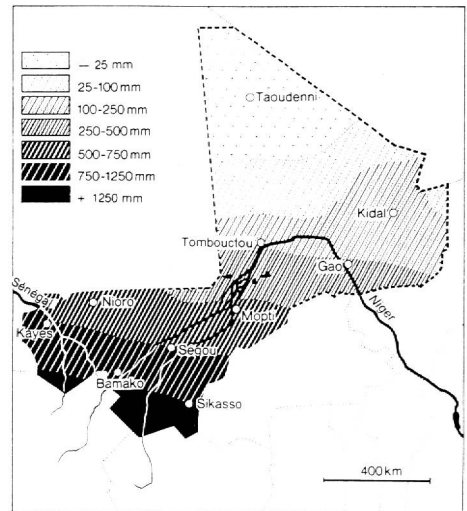 — 25 mm
25-100 mm
100-250 mm
250-500 mm
500-750 mm
750-1250 mm
+ 1250 mm
Taoudenni
Kidal
Tombouctou
Gao
Niger
Sénégal
Nioro
Kayes
Mopti
Ségou
Bamako
Sikasso
400 km